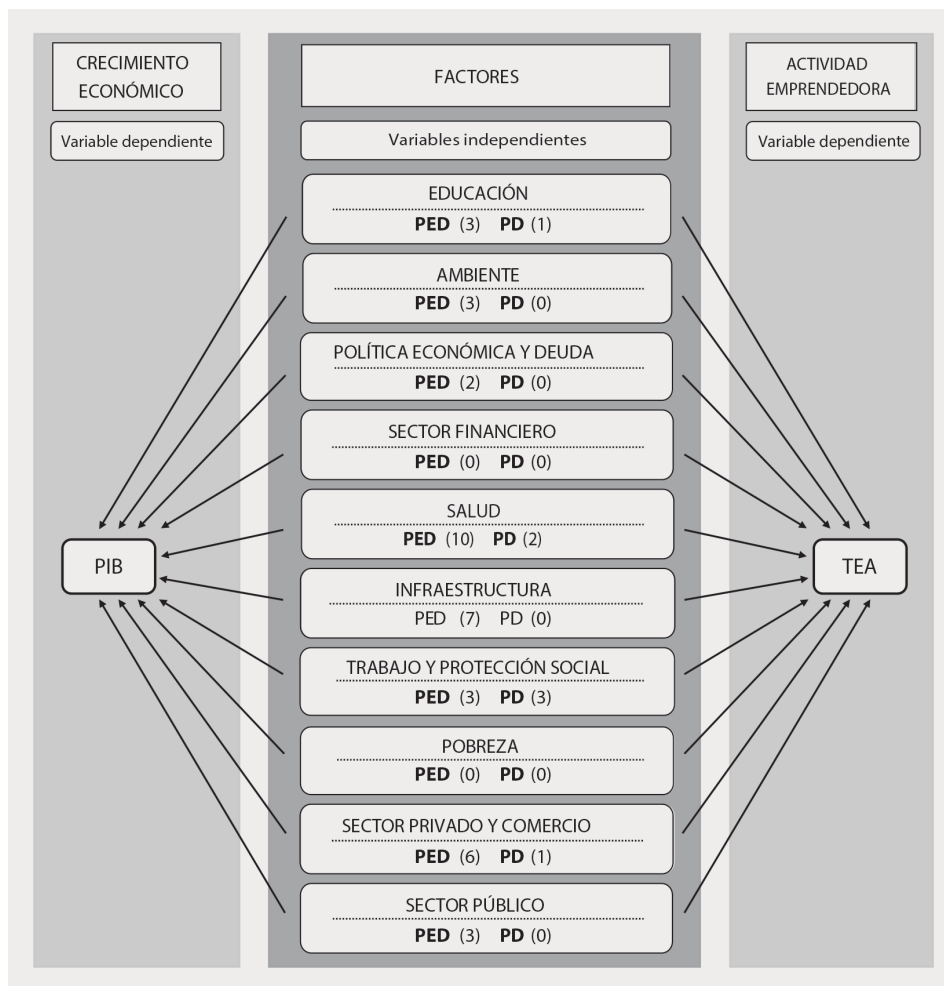 CRECIMIENTO
ECONÓMICO
Variable dependiente
FACTORES
Variables independientes
ACTIVIDAD
EMPRENDEDORA
Variable dependiente
EDUCACIÓN
PED (3) PD (1)
AMBIENTE
PED (3) PD (0)
POLÍTICA ECONÓMICA Y DEUDA
PED (2) PD (0)
SECTOR FINANCIERO
PED (0) PD (0)
SALUD
PED (10) PD (2)
PIB
TEA
INFRAESTRUCTURA
PED (7) PD (0)
TRABAJO Y PROTECCIÓN SOCIAL
PED (3) PD (3)
POBREZA
PED (0) PD (0)
SECTOR PRIVADO Y COMERCIO
PED (6) PD (1)
SECTOR PÚBLICO
PED (3) PD (0)